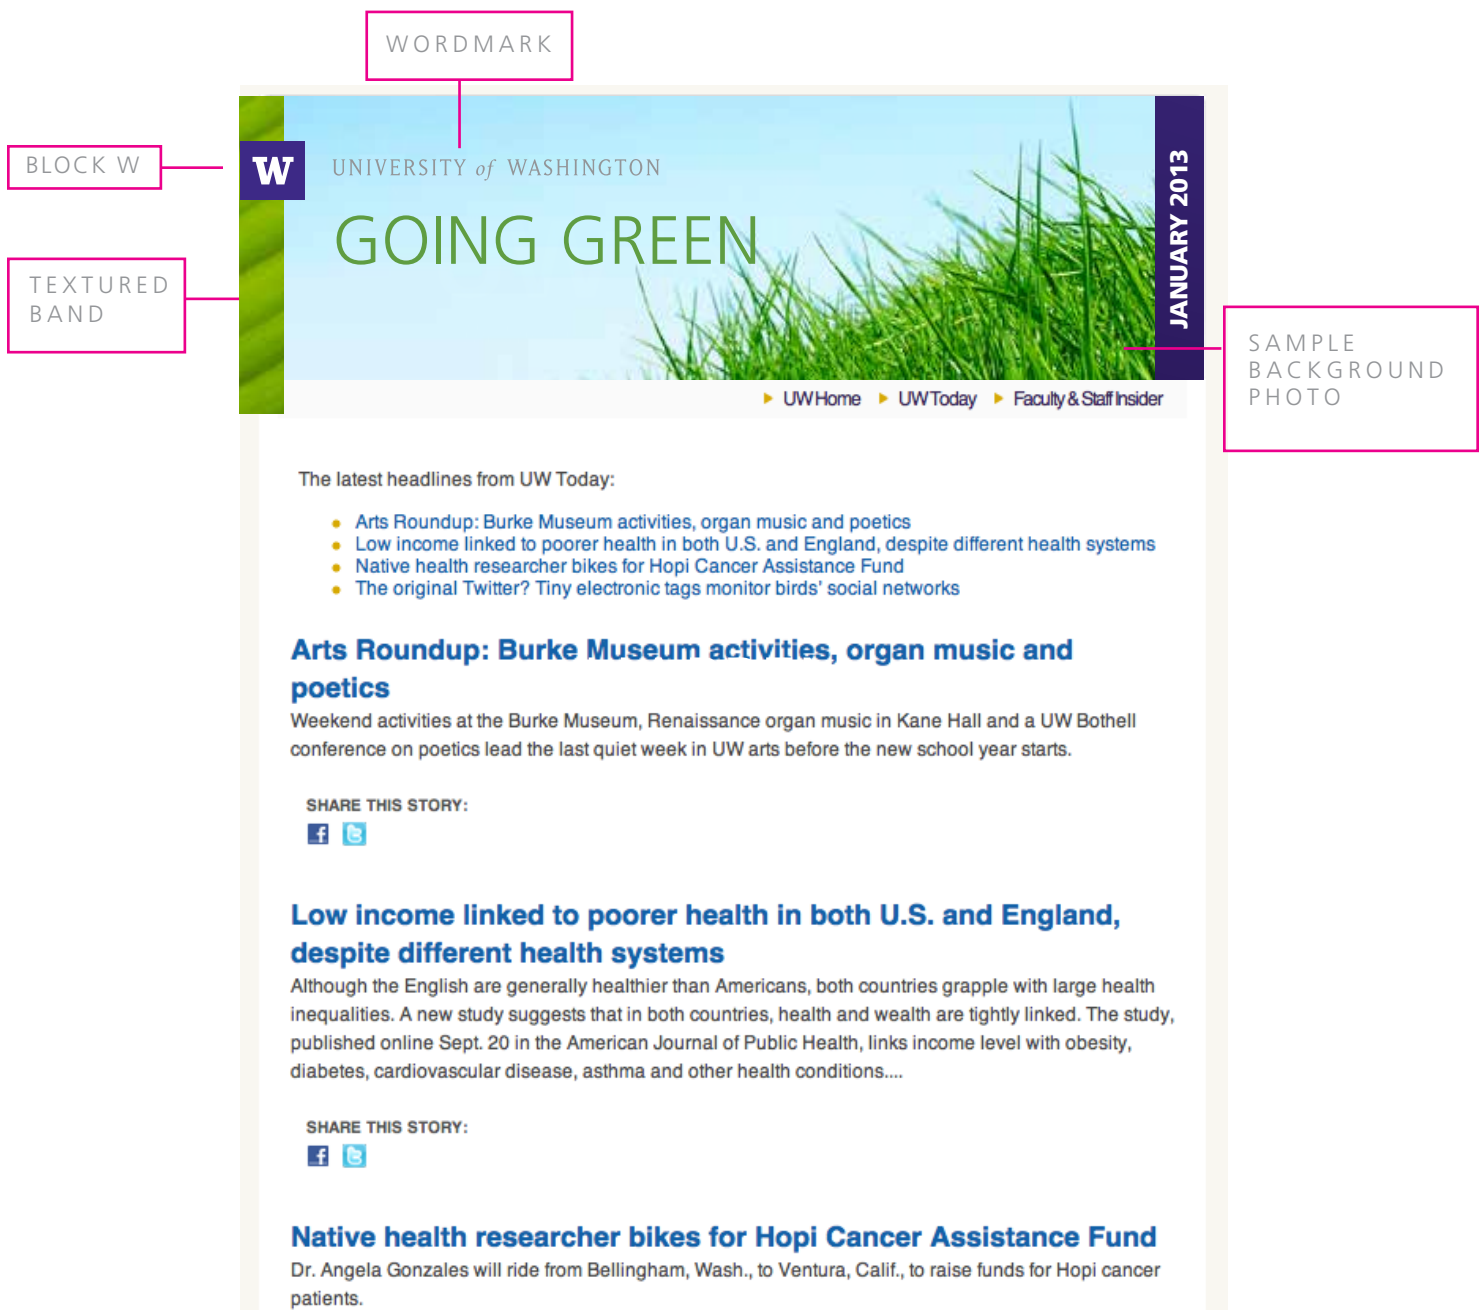 WORDMARK
BLOCK W
W
UNIVERSITY of WASHINGTON
GOING GREEN
JANUARY 2013
TEXTURED
BAND
SAMPLE
BACKGROUND
PHOTO
UW Home UW Today Faculty & Staff Insider
The latest headlines from UW Today:
Arts Roundup: Burke Museum activities, organ music and poetics
Low income linked to poorer health in both U.S. and England, despite different health systems
Native health researcher bikes for Hopi Cancer Assistance Fund
The original Twitter? Tiny electronic tags monitor birds' social networks
Arts Roundup: Burke Museum activities, organ music and
poetics
Weekend activities at the Burke Museum, Renaissance organ music in Kane Hall and a UW Bothell
conference on poetics lead the last quiet week in UW arts before the new school year starts.
SHARE THIS STORY:
Low income linked to poorer health in both U.S. and England,
despite different health systems
Although the English are generally healthier than Americans, both countries grapple with large health
inequalities. A new study suggests that in both countries, health and wealth are tightly linked. The study,
published online Sept. 20 in the American Journal of Public Health, links income level with obesity,
diabetes, cardiovascular disease, asthma and other health conditions....
SHARE THIS STORY:
Native health researcher bikes for Hopi Cancer Assistance Fund
Dr. Angela Gonzales will ride from Bellingham, Wash., to Ventura, Calif., to raise funds for Hopi cancer
patients.